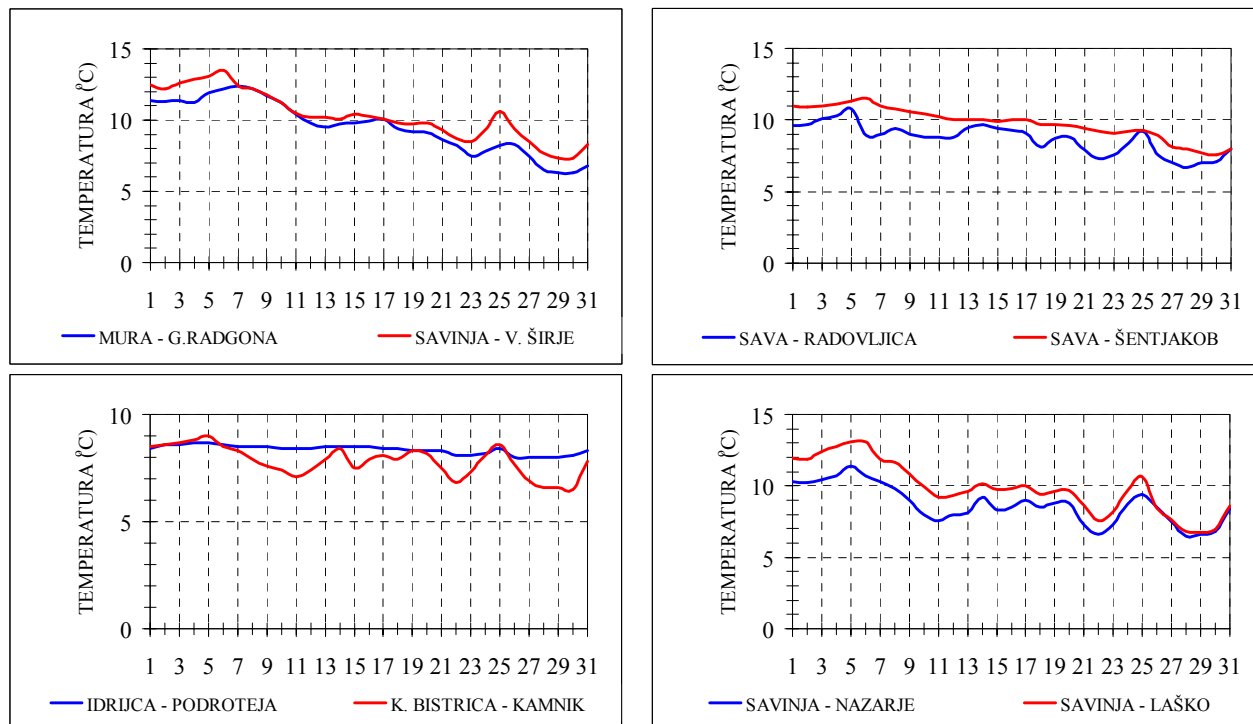 TEMPERATURA (⁰C)
15
10
5
0
1 3 5 7 9 11 13 15 17 19 21 23 25 27 29 31
MURA - G.RADGONA SAVINJA - V. ŠIRJE
TEMPERATURA (⁰C)
15
10
5
0
1 3 5 7 9 11 13 15 17 19 21 23 25 27 29 31
SAVA - RADOVLJICA SAVA - ŠENTJAKOB
TEMPERATURA (⁰C)
10
5
0
1 3 5 7 9 11 13 15 17 19 21 23 25 27 29 31
IDRIJCA - PODROTEJA K. BISTRICA - KAMNIK
TEMPERATURA (⁰C)
15
10
5
0
1 3 5 7 9 11 13 15 17 19 21 23 25 27 29 31
SAVINJA - NAZARJE SAVINJA - LAŠKO